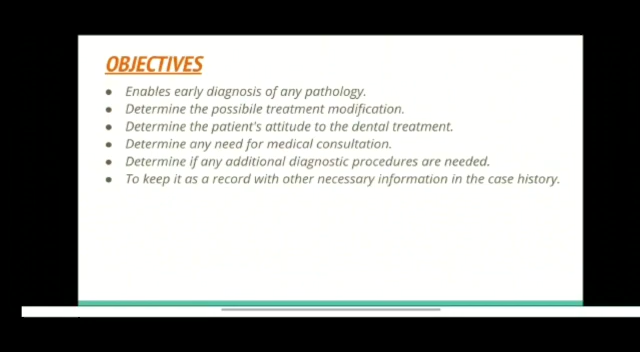 OBJECTIVES
● Enables early diagnosis of any pathology.
● Determine the possibile treatment modification.
● Determine the patient's attitude to the dental treatment.
● Determine any need for medical consultation.
● Determine if any additional diagnostic procedures are needed.
● To keep it as a record with other necessary information in the case history.